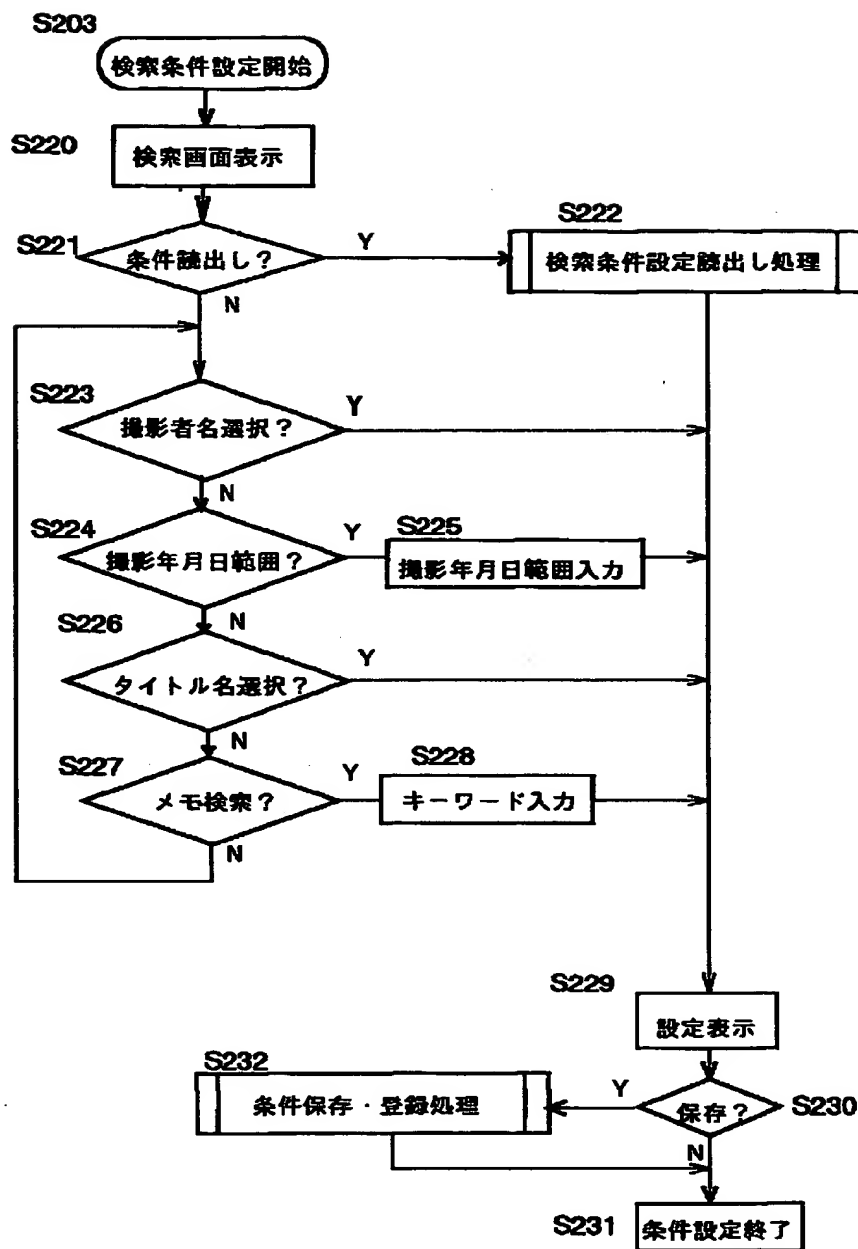 S203
検索条件設定開始
S220
検索画面表示
S221
条件読出し？
Y
N
S222
検索条件設定読出し処理
S223
撮影者名選択？
Y
N
S224
撮影年月日範囲？
Y
N
S225
撮影年月日範囲入力
S226
タイトル名選択？
Y
N
S227
メモ検索？
Y
N
S228
キーワード入力
S229
設定表示
S230
保存？
Y
N
S232
条件保存・登録処理
S231
条件設定終了